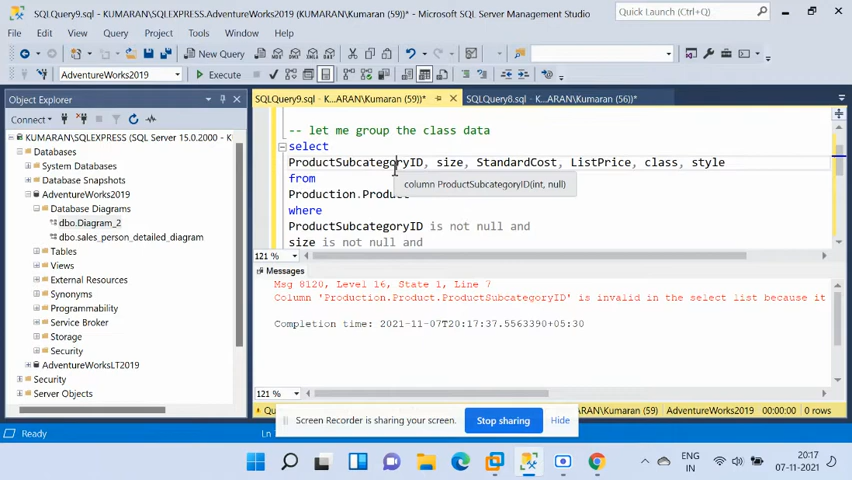 SQLQuery9.sql - KUMARAN\SQLEXPRESS.AdventureWorks2019 (KUMARAN\Kumaran (59))* - Microsoft SQL Server Management Studio
Quick Launch (Ctrl+Q)
File Edit View Query Project Tools Window Help
New Query
MDX DMX XMLA DAX
AdventureWorks2019
Execute
Object Explorer
SQLQuery9.sql - K...ARAN\Kumaran (59))*
SQLQuery8.sql - K...ARAN\Kumaran (56))*
Connect
KUMARAN\SQLEXPRESS (SQL Server 15.0.2000 - K
Databases
System Databases
Database Snapshots
AdventureWorks2019
Database Diagrams
dbo.Diagram_2
dbo.sales_person_detailed_diagram
Tables
Views
External Resources
Synonyms
Programmability
Service Broker
Storage
Security
AdventureWorksLT2019
Security
Server Objects
-- let me group the class data
select
ProductSubcategoryID, size, StandardCost, ListPrice, class, style
from
column ProductSubcategoryID(int, null)
Production.Product
where
ProductSubcategoryID is not null and
size is not null and
121 %
Messages
Msg 8120, Level 16, State 1, Line 7
Column 'Production.Product.ProductSubcategoryID' is invalid in the select list because it
Completion time: 2021-11-07T20:17:37.5563390+05:30
121 %
ARAN\Kumaran (59) AdventureWorks2019 00:00:00 0 rows
Screen Recorder is sharing your screen.
Stop sharing
Hide
Ready
Ln
ENG
IN
20:17
07-11-2021